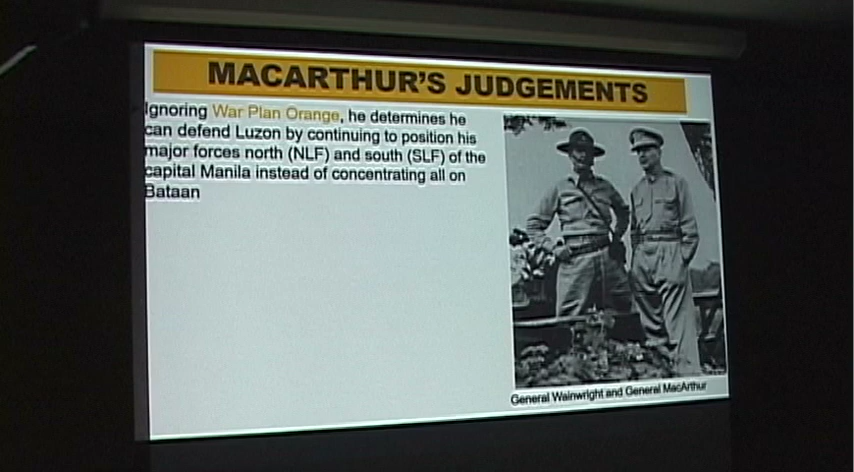 MACARTHUR'S JUDGEMENTS
Ignoring War Plan Orange, he determines he
can defend Luzon by continuing to position his
major forces north (NLF) and south (SLF) of the
capital Manila instead of concentrating all on
Bataan
General Wainwright and General MacArthur